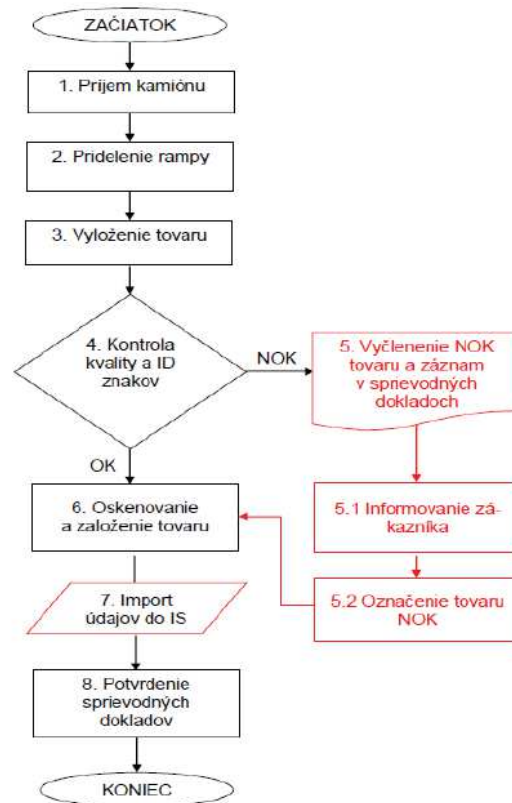 ZAČIATOK
1. Príjem kamiónu
2. Pridelenie rampy
3. Vyloženie tovaru
4. Kontrola
kvality a ID
znakov
NOK
5. Vyčlenenie NOK
tovaru a záznam
v sprievodných
dokladoch
5.1 Informovanie zá-
kazníka
5.2 Označenie tovaru
NOK
OK
6. Oskenovanie
a založenie tovaru
7. Import
údajov do IS
8. Potvrdenie
sprievodných
dokladov
KONIEC